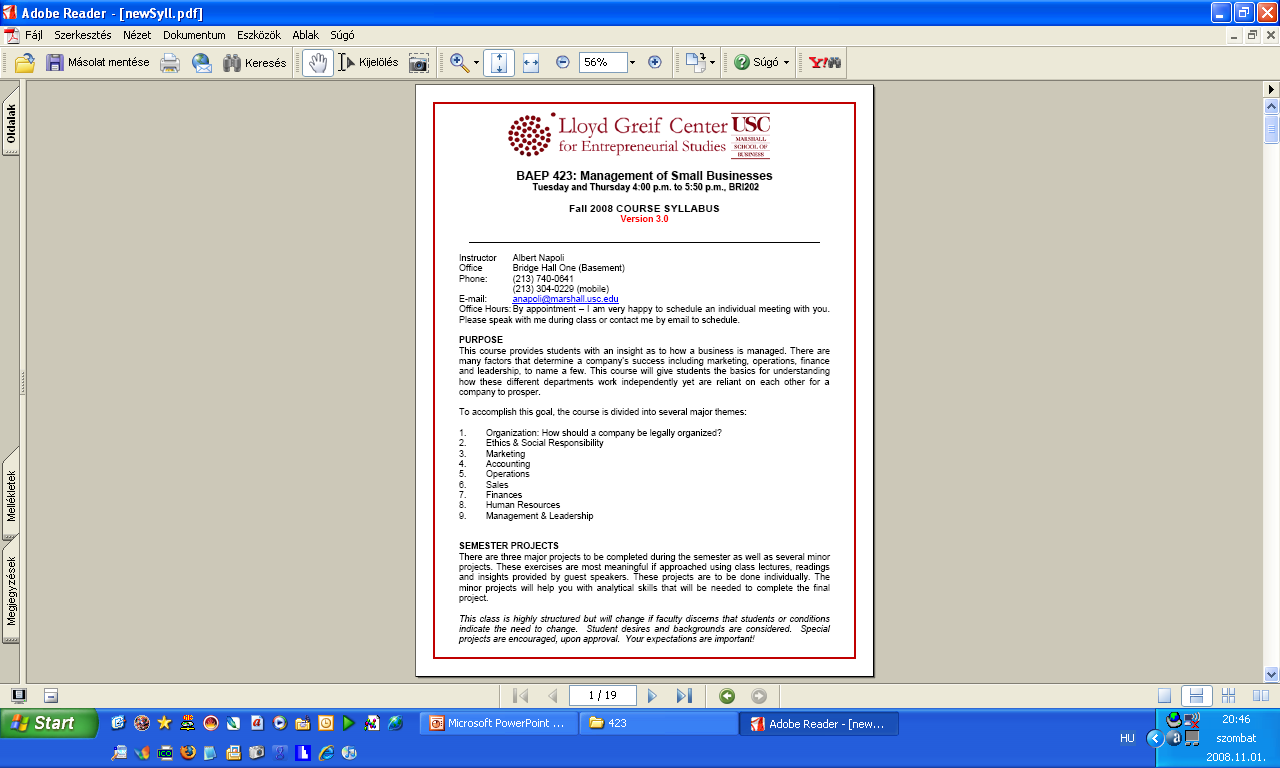 Adobe Reader - [newSyll.pdf]
Fájl Szerkesztés Nézet Dokumentum Eszközök Ablak Súgó
Másolat mentése Keresés Kijelölés 56% Súgó Y!
Oldalak
Mellékletek
Megjegyzések
Lloyd Greif Center
for Entrepreneurial Studies
USC
MARSHALL
SCHOOL OF
BUSINESS
BAEP 423: Management of Small Businesses
Tuesday and Thursday 4:00 p.m. to 5:50 p.m., BRI202
Fall 2008 COURSE SYLLABUS
Version 3.0
Instructor Albert Napoli
Office Bridge Hall One (Basement)
Phone: (213) 740-0641
(213) 304-0229 (mobile)
E-mail: anapoli@marshall.usc.edu
Office Hours: By appointment – I am very happy to schedule an individual meeting with you.
Please speak with me during class or contact me by email to schedule.
PURPOSE
This course provides students with an insight as to how a business is managed. There are
many factors that determine a company's success including marketing, operations, finance
and leadership, to name a few. This course will give students the basics for understanding
how these different departments work independently yet are reliant on each other for a
company to prosper.
To accomplish this goal, the course is divided into several major themes:
1. Organization: How should a company be legally organized?
2. Ethics & Social Responsibility
3. Marketing
4. Accounting
5. Operations
6. Sales
7. Finances
8. Human Resources
9. Management & Leadership
SEMESTER PROJECTS
There are three major projects to be completed during the semester as well as several minor
projects. These exercises are most meaningful if approached using class lectures, readings
and insights provided by guest speakers. These projects are to be done individually. The
minor projects will help you with analytical skills that will be needed to complete the final
project.
This class is highly structured but will change if faculty discerns that students or conditions
indicate the need to change. Student desires and backgrounds are considered. Special
projects are encouraged, upon approval. Your expectations are important!
1 / 19
Start
Microsoft PowerPoint ...
423
Adobe Reader - [new...
HU
20:46
szombat
2008.11.01.